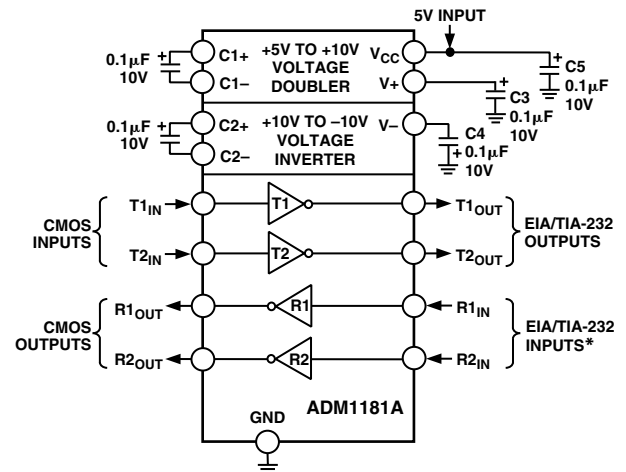 5V INPUT
0.1μF
10V
+
C1+
C1–
+5V TO +10V
VOLTAGE
DOUBLER
VCC
V+
+
C5
0.1μF
10V
+
C3
0.1μF
10V
0.1μF
10V
+
C2+
C2–
+10V TO –10V
VOLTAGE
INVERTER
V–
C4
+
0.1μF
10V
CMOS
INPUTS
T1IN
T1
T1OUT
T2IN
T2
T2OUT
EIA/TIA-232
OUTPUTS
CMOS
OUTPUTS
R1OUT
R1
R1IN
R2OUT
R2
R2IN
EIA/TIA-232
INPUTS*
GND
ADM1181A